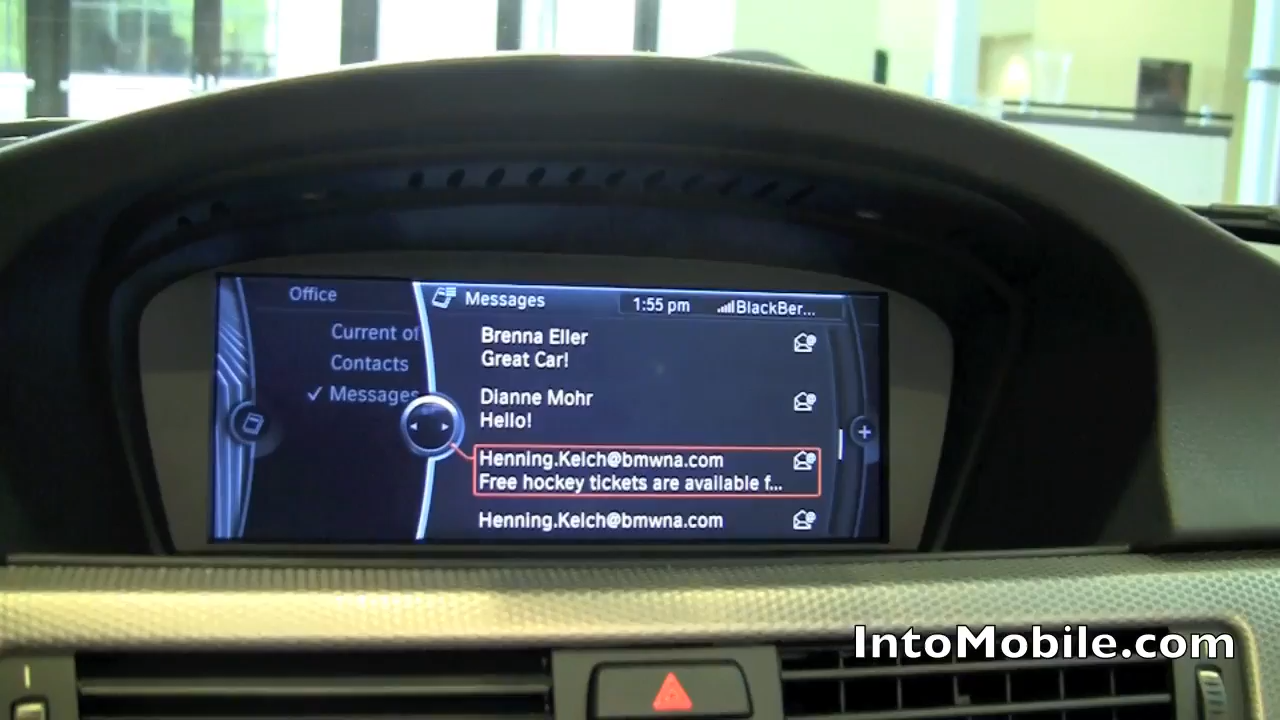 Office
Messages
1:55 pm
BlackBer...
Current of
Contacts
✓ Messages
Brenna Eller
Great Car!
Dianne Mohr
Hello!
Henning.Kelch@bmwna.com
Free hockey tickets are available f...
Henning.Kelch@bmwna.com
IntoMobile.com